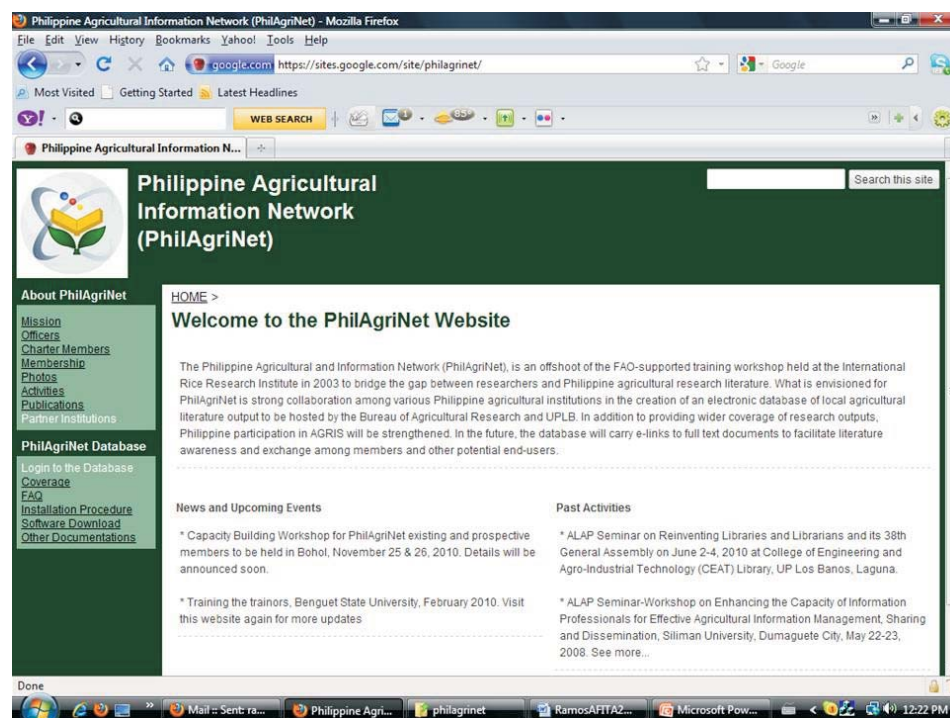 Philippine Agricultural Information Network (PhilAgriNet) - Mozilla Firefox
File Edit View History Bookmarks Yahoo! Tools Help
google.com https://sites.google.com/site/philagrinet/
Google
Most Visited Getting Started Latest Headlines
WEB SEARCH
Philippine Agricultural Information N...
Philippine Agricultural
Information Network
(PhilAgriNet)
Search this site
About PhilAgriNet
Mission
Officers
Charter Members
Membership
Photos
Activities
Publications
Partner Institutions
PhilAgriNet Database
Login to the Database
Coverage
FAQ
Installation Procedure
Software Download
Other Documentations
HOME >
Welcome to the PhilAgriNet Website
The Philippine Agricultural and Information Network (PhilAgriNet), is an offshoot of the FAO-supported training workshop held at the International
Rice Research Institute in 2003 to bridge the gap between researchers and Philippine agricultural research literature. What is envisioned for
PhilAgriNet is strong collaboration among various Philippine agricultural institutions in the creation of an electronic database of local agricultural
literature output to be hosted by the Bureau of Agricultural Research and UPLB. In addition to providing wider coverage of research outputs,
Philippine participation in AGRIS will be strengthened. In the future, the database will carry e-links to full text documents to facilitate literature
awareness and exchange among members and other potential end-users.
News and Upcoming Events
* Capacity Building Workshop for PhilAgriNet existing and prospective
members to be held in Bohol, November 25 & 26, 2010. Details will be
announced soon.
* Training the trainors, Benguet State University, February 2010. Visit
this website again for more updates
Past Activities
* ALAP Seminar on Reinventing Libraries and Librarians and its 38th
General Assembly on June 2-4, 2010 at College of Engineering and
Agro-Industrial Technology (CEAT) Library, UP Los Banos, Laguna.
* ALAP Seminar-Workshop on Enhancing the Capacity of Information
Professionals for Effective Agricultural Information Management, Sharing
and Dissemination, Siliman University, Dumaguete City, May 22-23,
2008. See more...
Done
Mail :: Sent: ra... Philippine Agri... philagrinet RamosAFITA2... Microsoft Pow... 12:22 PM